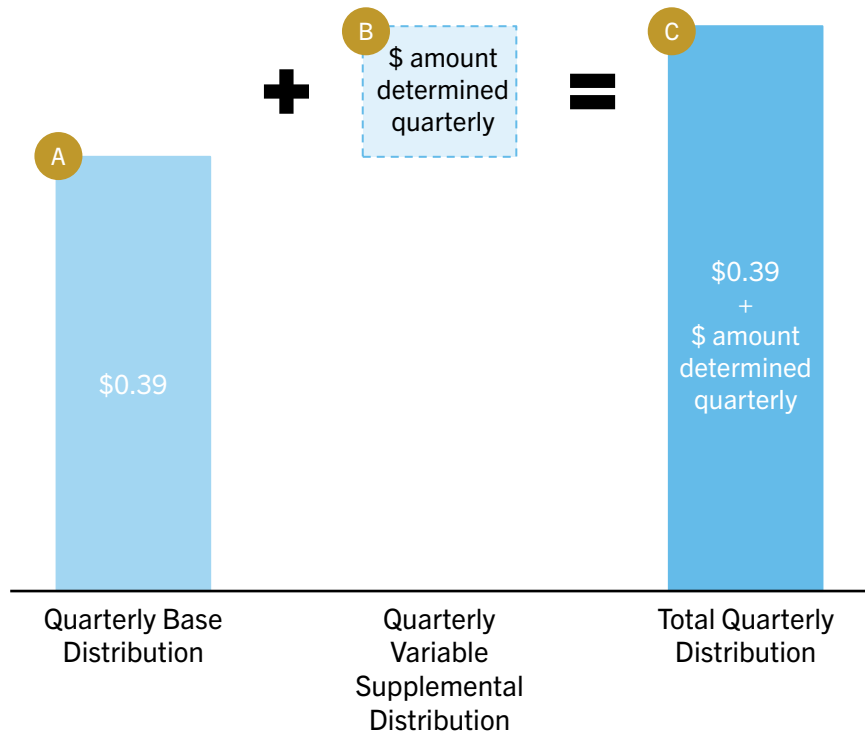 A
$0.39
Quarterly Base
Distribution
+
B
$ amount
determined
quarterly
Quarterly
Variable
Supplemental
Distribution
=
C
$0.39
+
$ amount
determined
quarterly
Total Quarterly
Distribution